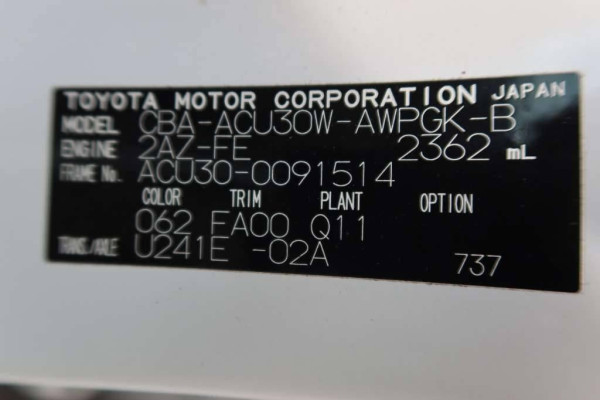 TOYOTA MOTOR CORPORATION JAPAN
MODEL CBA-ACU30W-AWPGK-B
ENGINE 2AZ-FE 2362 mL
FRAME No. ACU30-0091514
COLOR TRIM PLANT OPTION
062 FA00 Q11
TRANS./AXLE U241E -02A 737